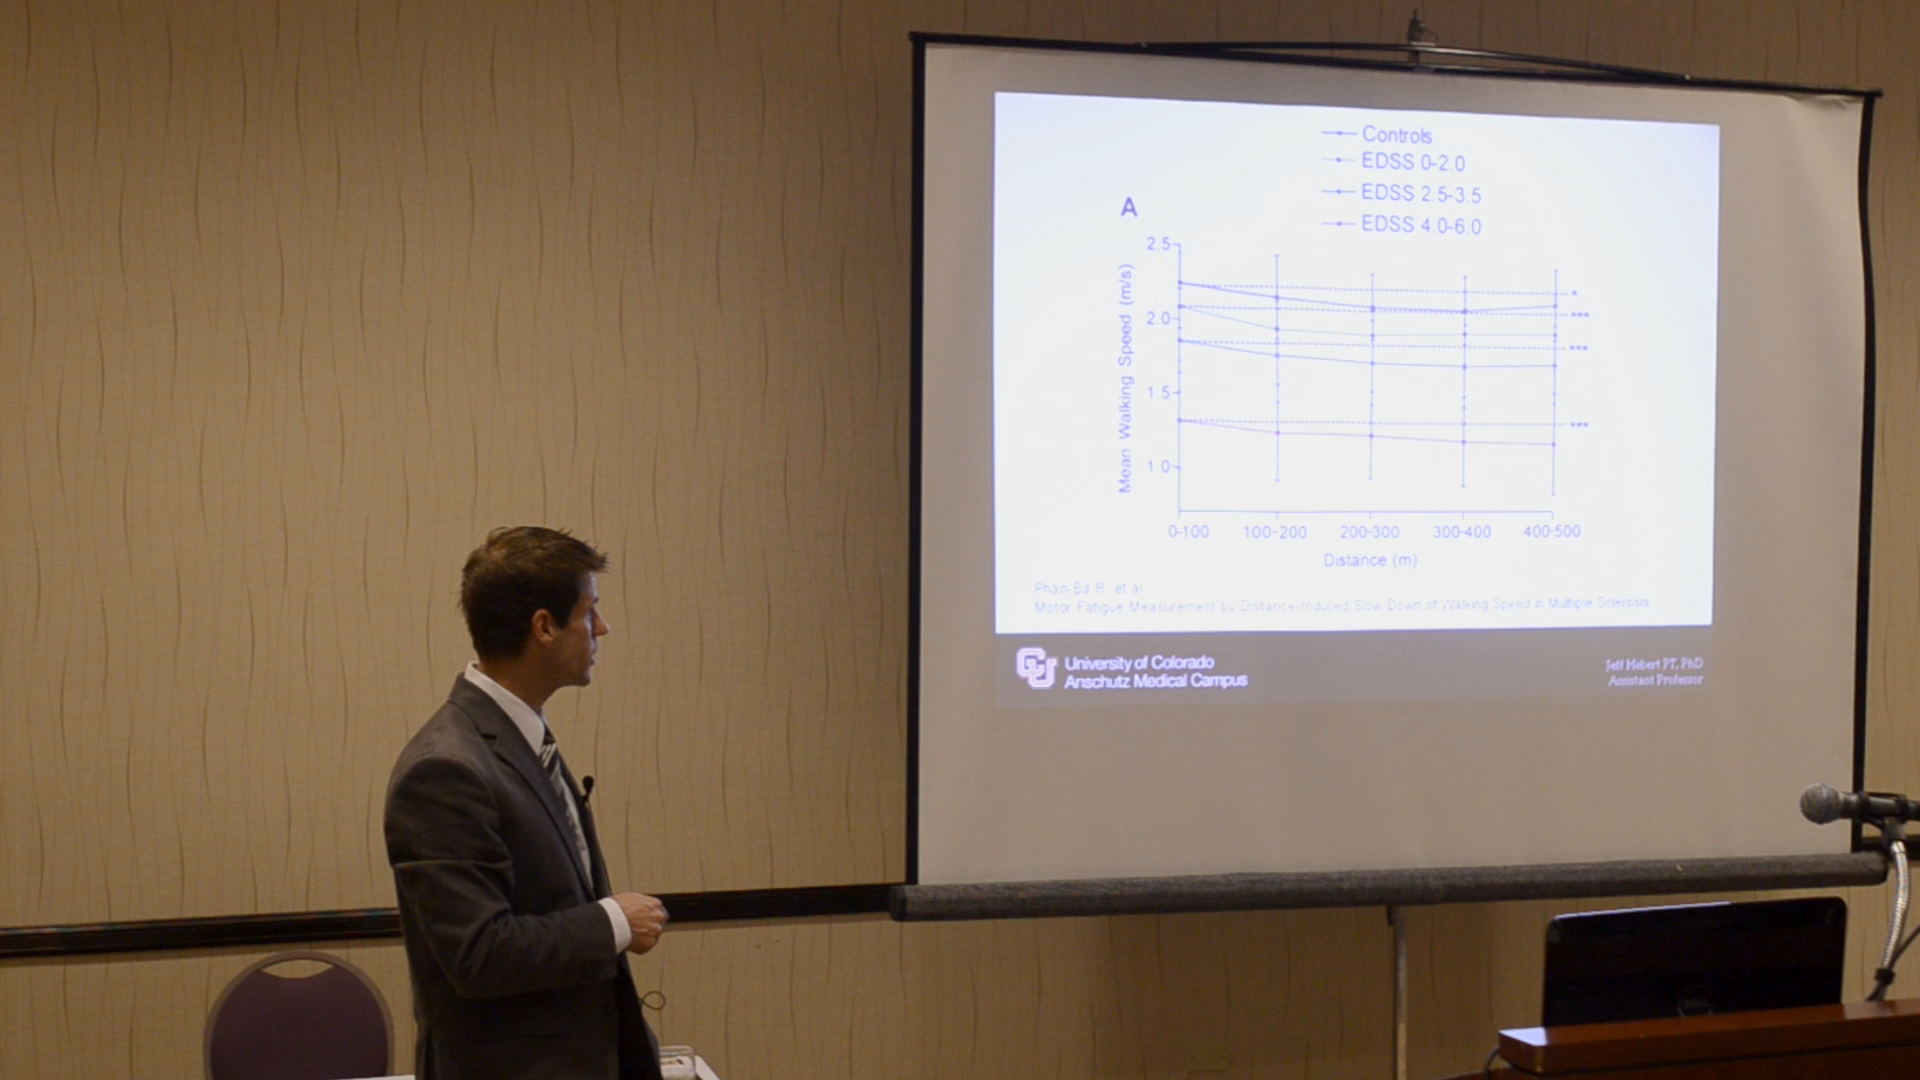 Controls
EDSS 0-2.0
EDSS 2.5-3.5
EDSS 4.0-6.0
A
2.5
2.0
1.5
1.0
Mean Walking Speed (m/s)
0-100 100-200 200-300 300-400 400-500
Distance (m)
*
***
***
***
Phan-Ba R. et al
Motor Fatigue Measurement by Distance-Induced Slow Down of Walking Speed in Multiple Sclerosis
CU
University of Colorado
Anschutz Medical Campus
Jeff Hebert PT, PhD
Assistant Professor
DELL